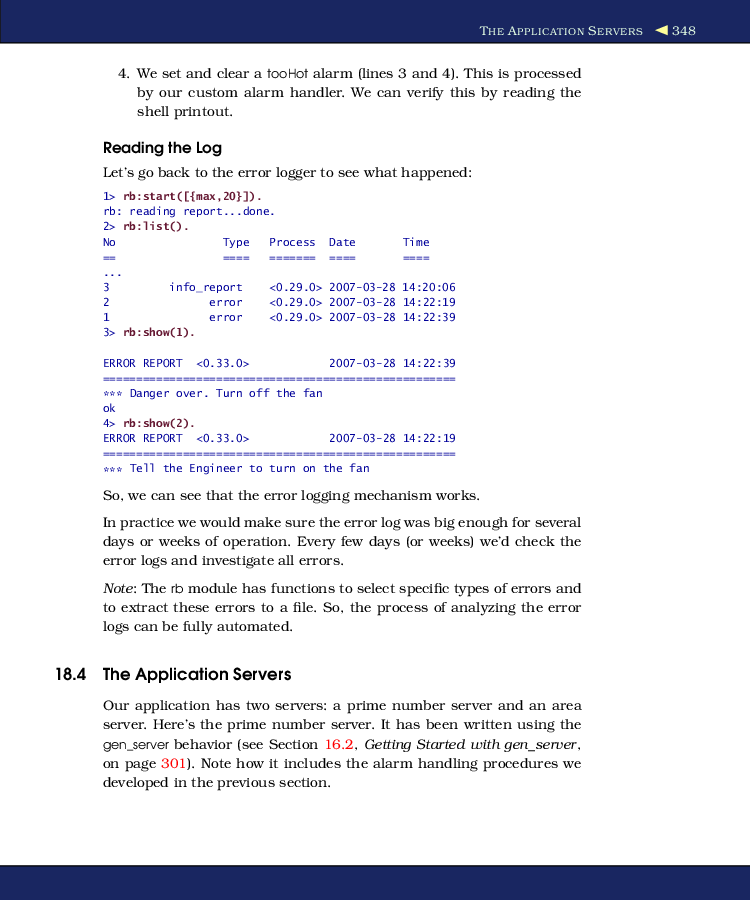 THE APPLICATION SERVERS ◀ 348
4. We set and clear a tooHot alarm (lines 3 and 4). This is processed
by our custom alarm handler. We can verify this by reading the
shell printout.
Reading the Log
Let's go back to the error logger to see what happened:
1> rb:start([{max,20}]).
rb: reading report...done.
2> rb:list().
No                Type   Process  Date       Time
==                ====   =======  ====       ====
...
3         info_report    <0.29.0> 2007-03-28 14:20:06
2               error    <0.29.0> 2007-03-28 14:22:19
1               error    <0.29.0> 2007-03-28 14:22:39
3> rb:show(1).
ERROR REPORT  <0.33.0>            2007-03-28 14:22:39
=====================================================
*** Danger over. Turn off the fan
ok
4> rb:show(2).
ERROR REPORT  <0.33.0>            2007-03-28 14:22:19
=====================================================
*** Tell the Engineer to turn on the fan
So, we can see that the error logging mechanism works.
In practice we would make sure the error log was big enough for several
days or weeks of operation. Every few days (or weeks) we'd check the
error logs and investigate all errors.
Note: The rb module has functions to select specific types of errors and
to extract these errors to a file. So, the process of analyzing the error
logs can be fully automated.
18.4 The Application Servers
Our application has two servers: a prime number server and an area
server. Here's the prime number server. It has been written using the
gen_server behavior (see Section 16.2, Getting Started with gen_server,
on page 301). Note how it includes the alarm handling procedures we
developed in the previous section.